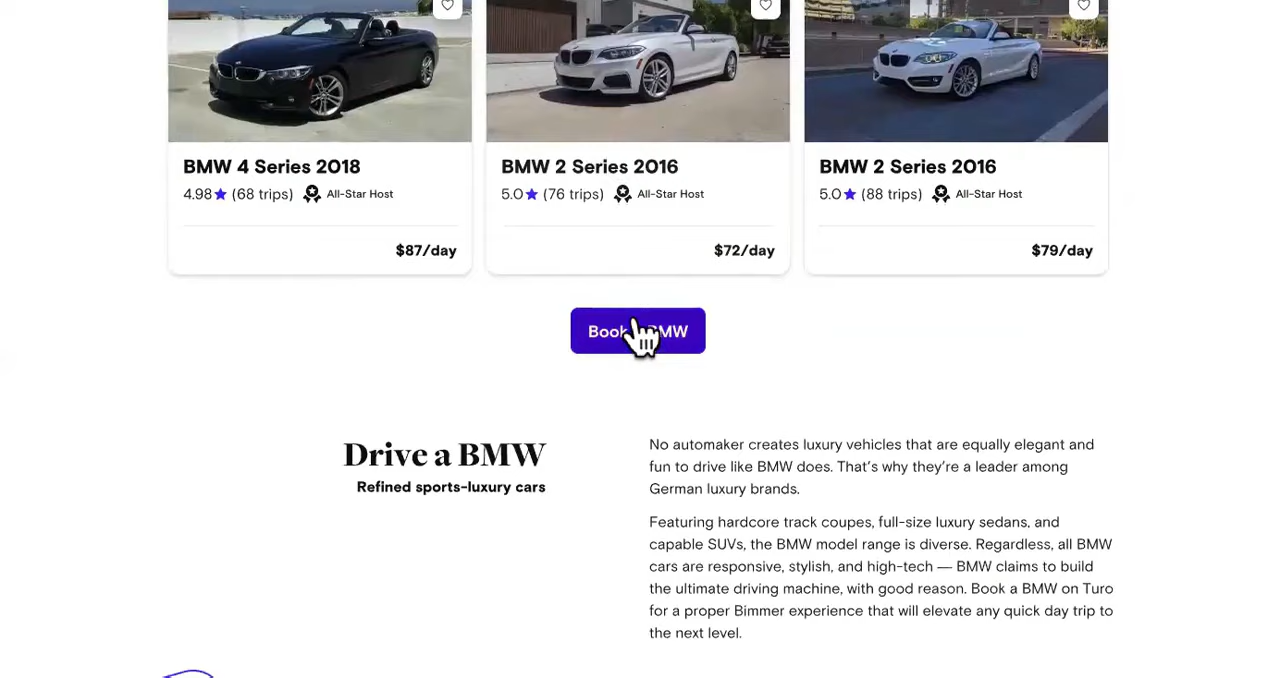 BMW 4 Series 2018
4.98 (68 trips) All-Star Host
$87/day
BMW 2 Series 2016
5.0 (76 trips) All-Star Host
$72/day
BMW 2 Series 2016
5.0 (88 trips) All-Star Host
$79/day
Book BMW
Drive a BMW
Refined sports-luxury cars
No automaker creates luxury vehicles that are equally elegant and
fun to drive like BMW does. That's why they're a leader among
German luxury brands.
Featuring hardcore track coupes, full-size luxury sedans, and
capable SUVs, the BMW model range is diverse. Regardless, all BMW
cars are responsive, stylish, and high-tech — BMW claims to build
the ultimate driving machine, with good reason. Book a BMW on Turo
for a proper Bimmer experience that will elevate any quick day trip to
the next level.